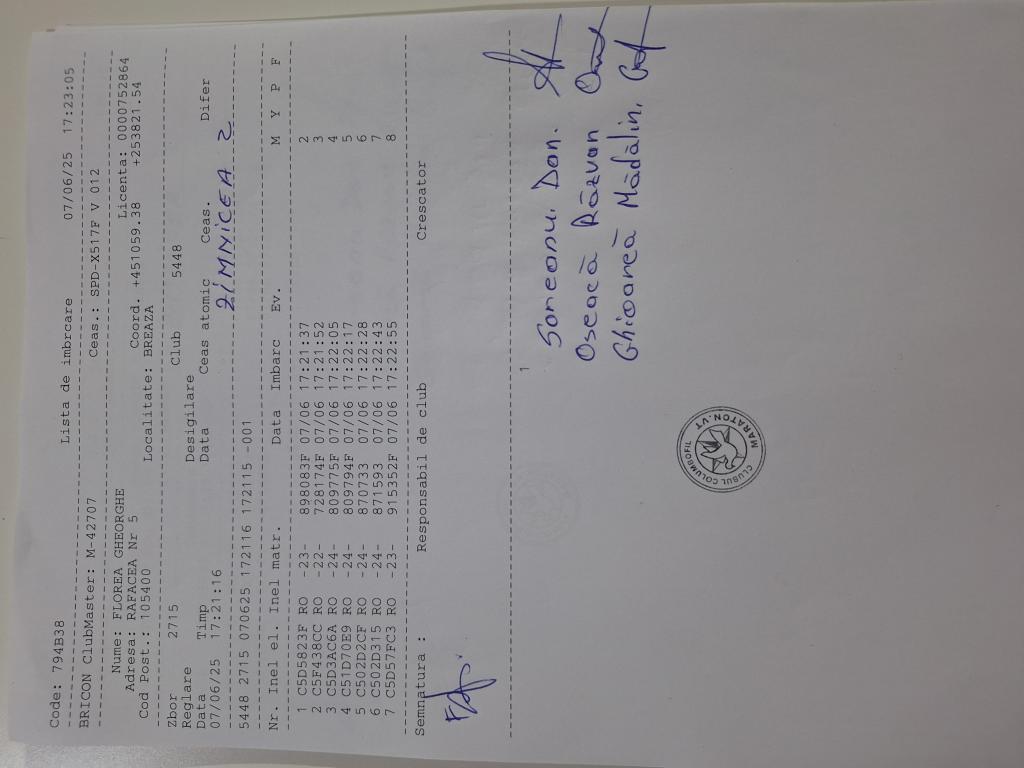 Code: 794B38 Lista de imbrcare 07/06/25 17:23:05
BRICON ClubMaster: M-42707 Ceas.: SPD-X517F V 012
Nume: FLOREA GHEORGHE Licenta: 0000752864
Adresa: RAFACEA Nr 5 Coord. +451059.38 +253821.54
Cod Post.: 105400 Localitate: BREAZA
Zbor 2715 Club 5448
Reglare Desigilare
Data Timp Data Ceas atomic Ceas. Difer
07/06/25 17:21:16
ZIMNICEA 2
5448 2715 070625 172116 172115 -001
Nr. Inel el. Inel matr. Data Imbarc Ev. M Y P F
1 C5D5823F RO -23- 898083F 07/06 17:21:37 2
2 C5F438CC RO -22- 728174F 07/06 17:21:52 3
3 C5D3AC6A RO -24- 809775F 07/06 17:22:05 4
4 C51D70E9 RO -24- 809794F 07/06 17:22:17 5
5 C502D2CF RO -24- 870733 07/06 17:22:28 6
6 C502D315 RO -24- 871593 07/06 17:22:43 7
7 C5D57FC3 RO -23- 915352F 07/06 17:22:55 8
Semnatura : Responsabil de club Crescator
1
Someonu Dan.
Oseacă Răzvan
Ghioaneă Mădălin,
CLUBUL COLUMBOFIL
MARATON.VT